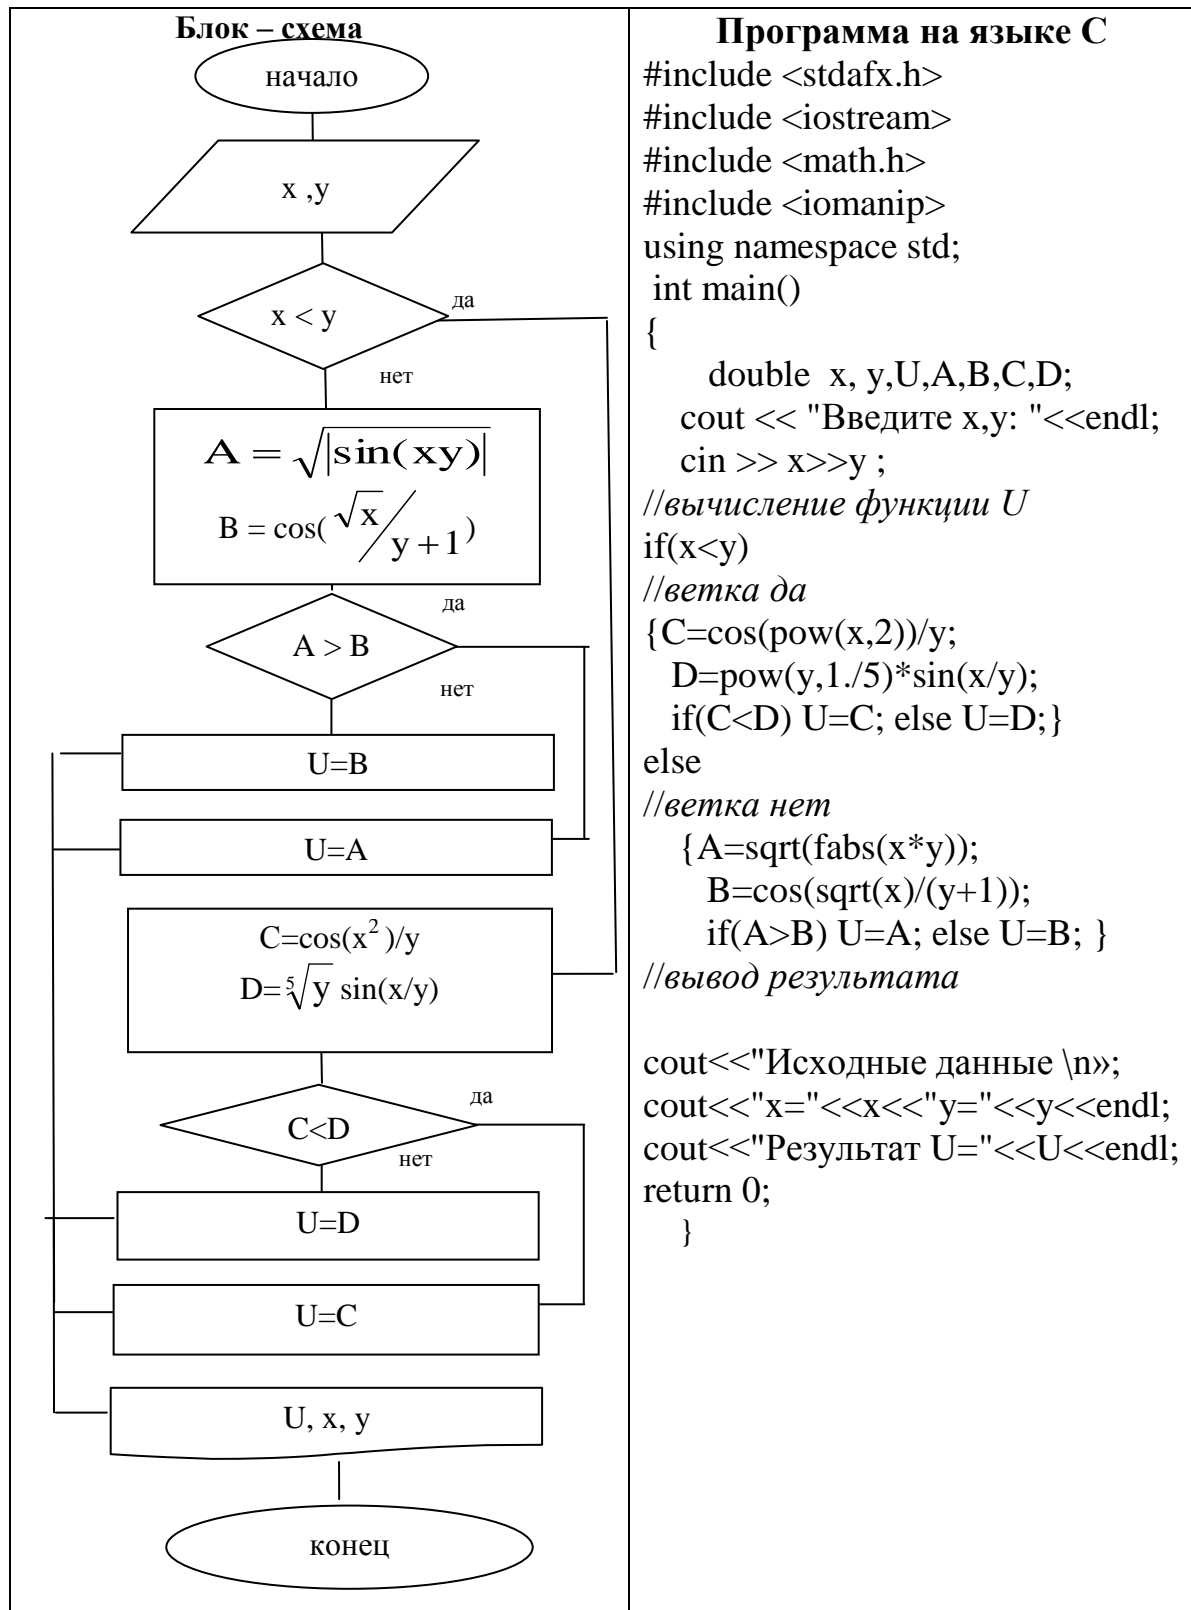 Блок – схема
начало
x ,y
x < y
да
нет
A = √|sin(xy)|
B = cos(√x/y + 1)
да
A > B
нет
U=B
U=A
C=cos(x²)/y
D=⁵√y sin(x/y)
да
C<D
нет
U=D
U=C
U, x, y
конец
Программа на языке С
#include <stdafx.h>
#include <iostream>
#include <math.h>
#include <iomanip>
using namespace std;
int main()
{
double x, y,U,A,B,C,D;
cout << "Введите x,y: "<<endl;
cin >> x>>y ;
//вычисление функции U
if(x<y)
//ветка да
{C=cos(pow(x,2))/y;
D=pow(y,1./5)*sin(x/y);
if(C<D) U=C; else U=D;}
else
//ветка нет
{A=sqrt(fabs(x*y));
B=cos(sqrt(x)/(y+1));
if(A>B) U=A; else U=B; }
//вывод результата
cout<<"Исходные данные \n»;
cout<<"x="<<x<<"y="<<y<<endl;
cout<<"Результат U="<<U<<endl;
return 0;
}